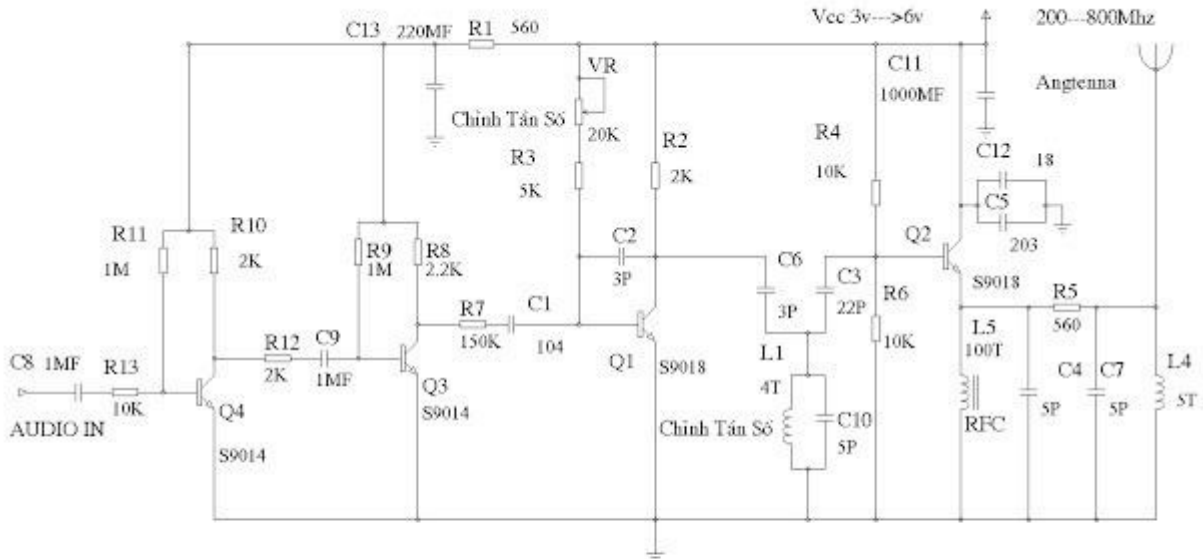 Vcc 3v--->6v
200---800Mhz
C13
220MF
R1
560
VR
C11
1000MF
Angtenna
Chỉnh Tần Số
20K
R2
R4
C12
18
R3
2K
10K
5K
C5
R11
R10
R9
R8
C2
Q2
203
1M
2K
1M
2.2K
3P
C6
C3
S9018
R7
C1
3P
22P
R6
R5
150K
104
Q1
S9018
L1
10K
L5
560
C8
1MF
R13
R12
C9
100T
C4
C7
L4
2K
1MF
Q3
4T
10K
Q4
S9014
Chỉnh Tần Số
C10
5P
RFC
5P
5P
5T
AUDIO IN
S9014